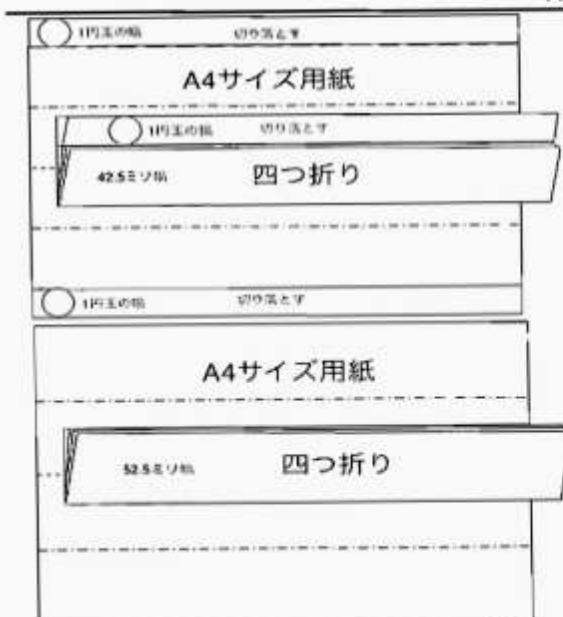 1円玉の幅 切り落とす
A4サイズ用紙
1円玉の幅 切り落とす
42.5ミリ幅 四つ折り
1円玉の幅 切り落とす
A4サイズ用紙
52.5ミリ幅 四つ折り